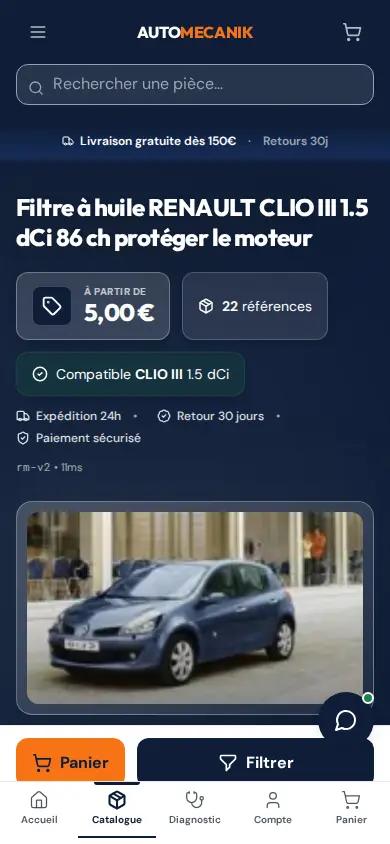 AUTOMECANIK
Rechercher une pièce...
Livraison gratuite dès 150€ · Retours 30j
Filtre à huile RENAULT CLIO III 1.5
dCi 86 ch protéger le moteur
À PARTIR DE
5,00 €
22 références
Compatible CLIO III 1.5 dCi
Expédition 24h • Retour 30 jours •
Paiement sécurisé
rm-v2 • 11ms
Panier
Filtrer
Accueil
Catalogue
Diagnostic
Compte
Panier